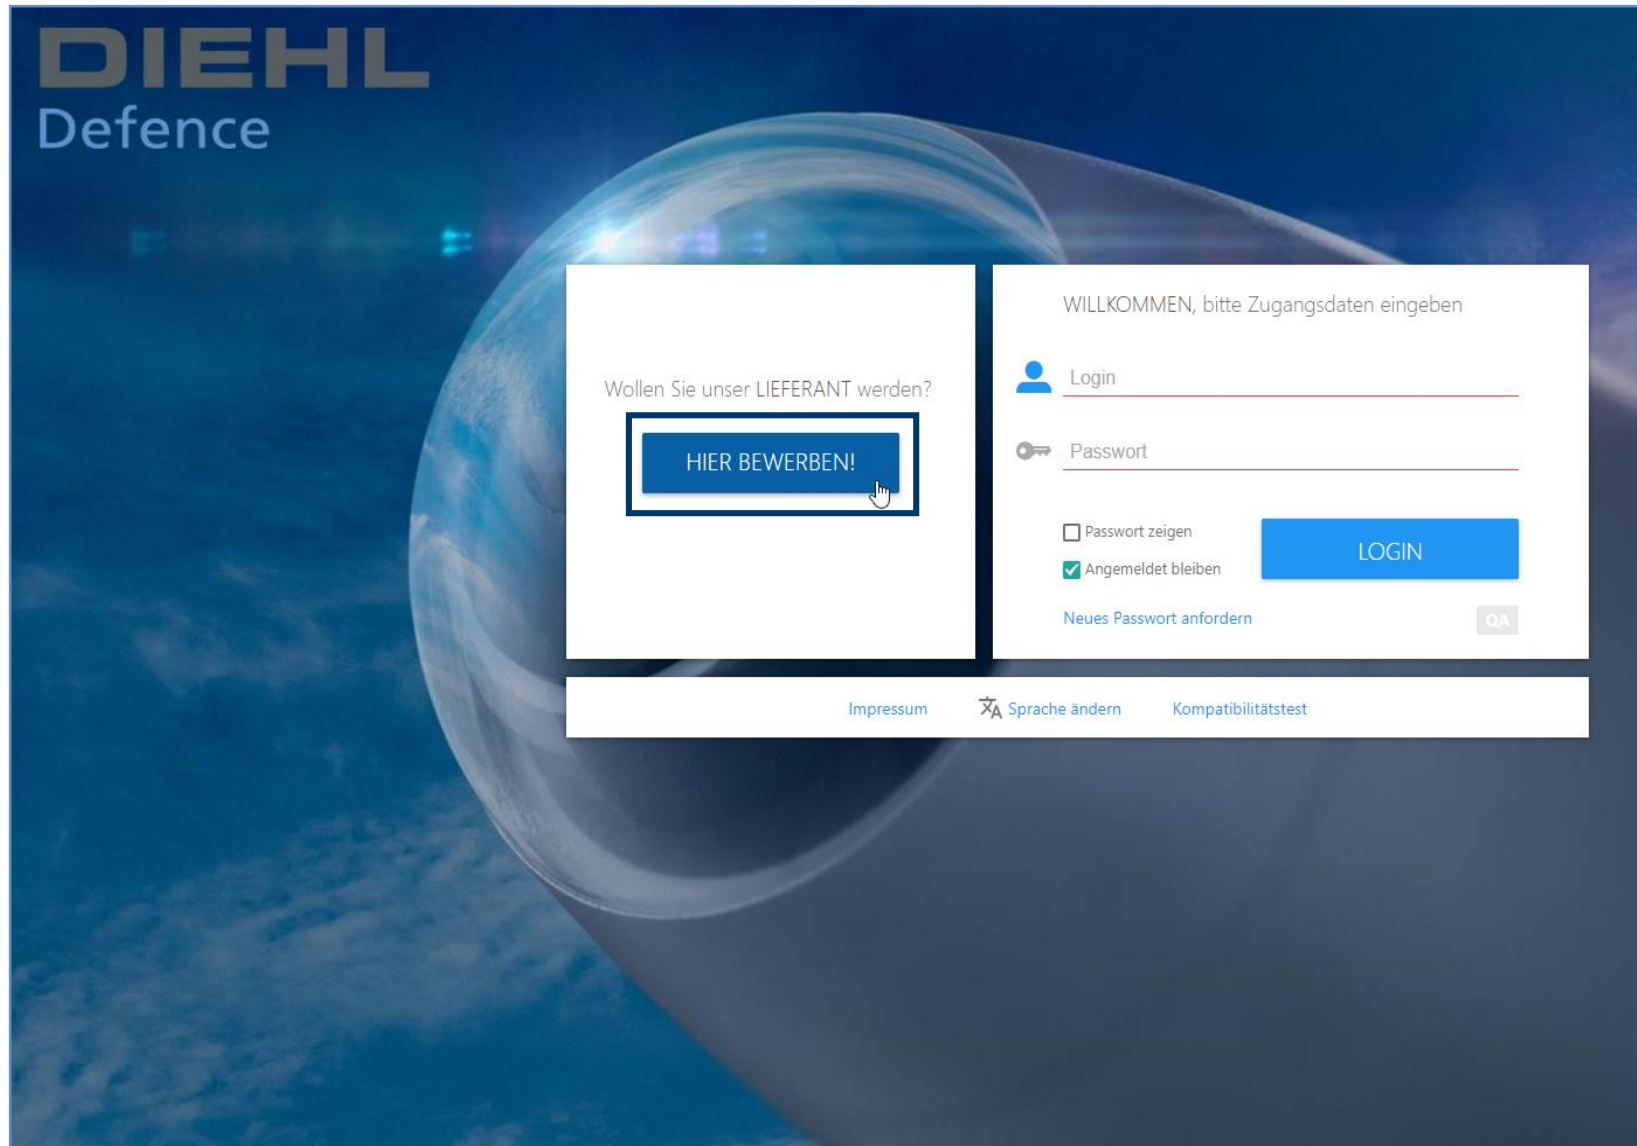 DIEHL
Defence
Wollen Sie unser LIEFERANT werden?
HIER BEWERBEN!
WILLKOMMEN, bitte Zugangsdaten eingeben
Login
Passwort
Passwort zeigen
Angemeldet bleiben
LOGIN
Neues Passwort anfordern
QA
Impressum
Sprache ändern
Kompatibilitätstest